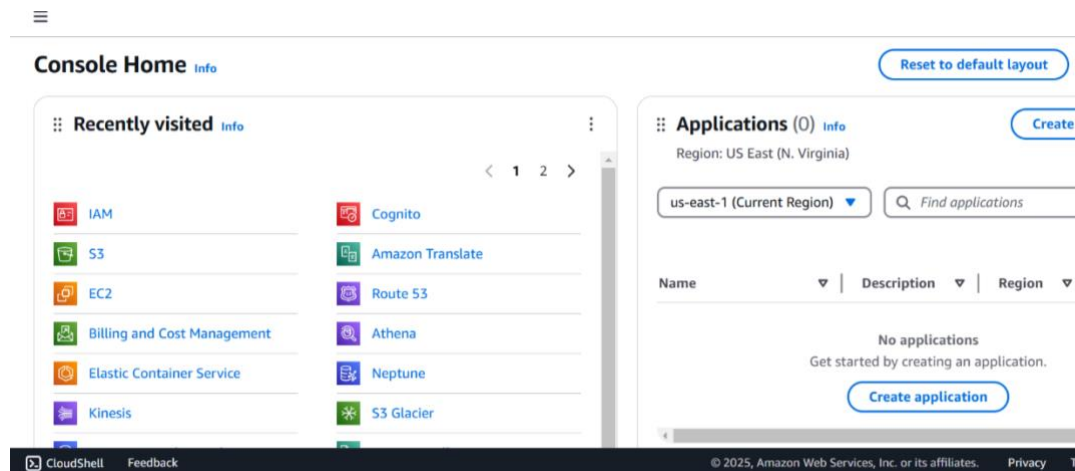 Console Home Info
Reset to default layout
Recently visited Info
1 2
IAM
S3
EC2
Billing and Cost Management
Elastic Container Service
Kinesis
Cognito
Amazon Translate
Route 53
Athena
Neptune
S3 Glacier
Applications (0) Info
Create
Region: US East (N. Virginia)
us-east-1 (Current Region)
Find applications
Name Description Region
No applications
Get started by creating an application.
Create application
CloudShell Feedback
© 2025, Amazon Web Services, Inc. or its affiliates. Privacy